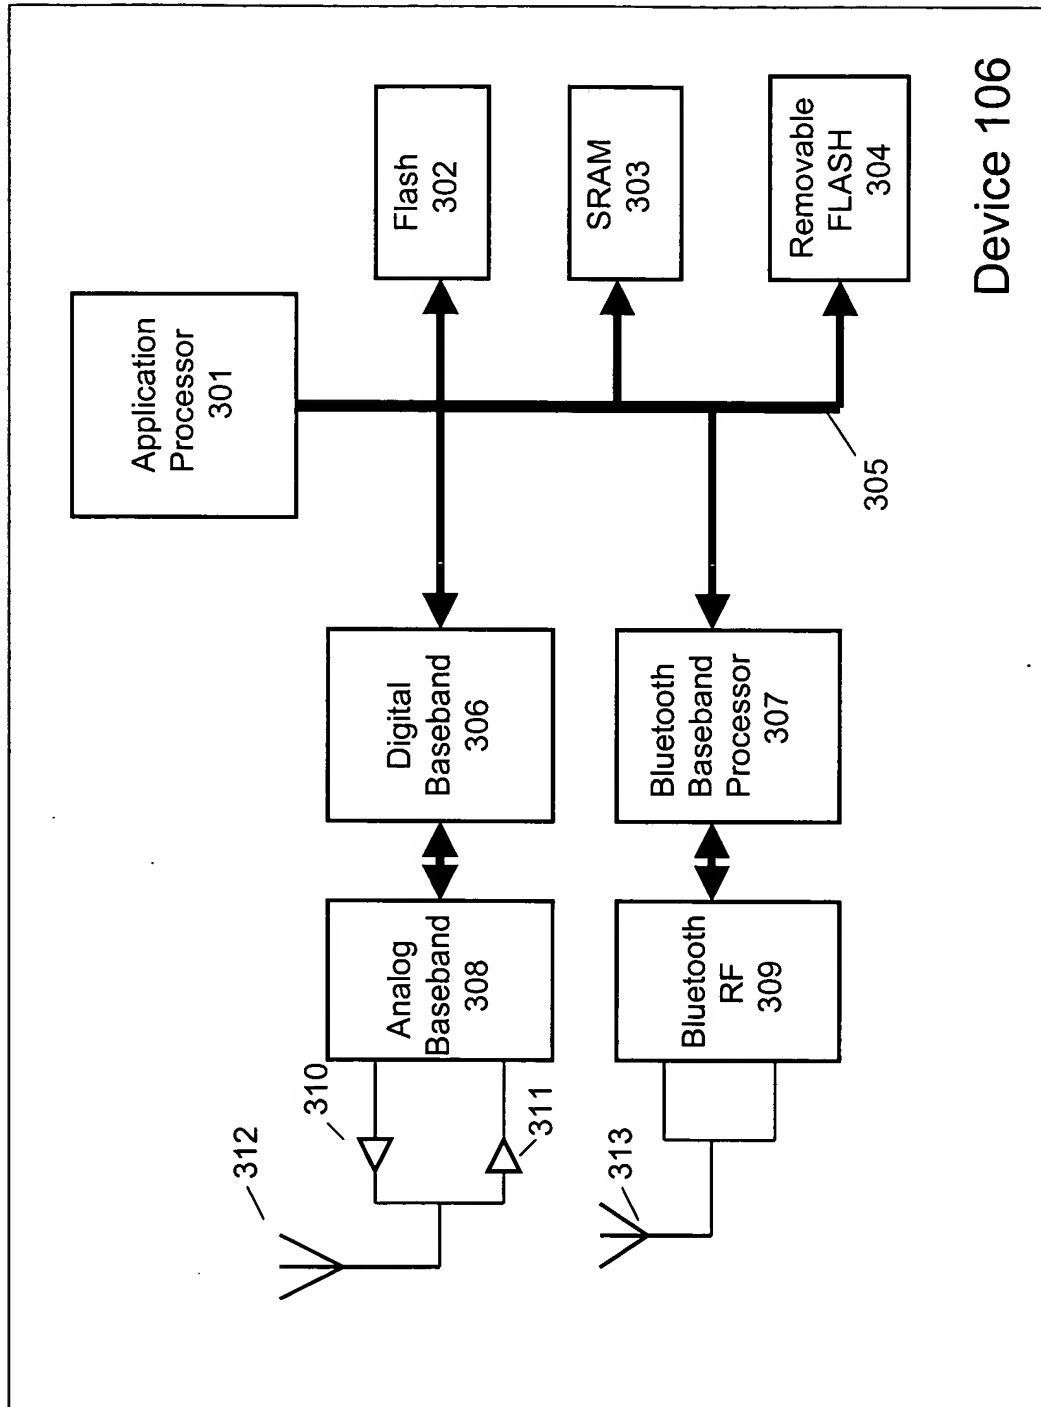 Application
Processor
301
Flash
302
SRAM
303
Removable
FLASH
304
305
Digital
Baseband
306
Bluetooth
Baseband
Processor
307
Analog
Baseband
308
Bluetooth
RF
309
310
311
312
313
Device 106